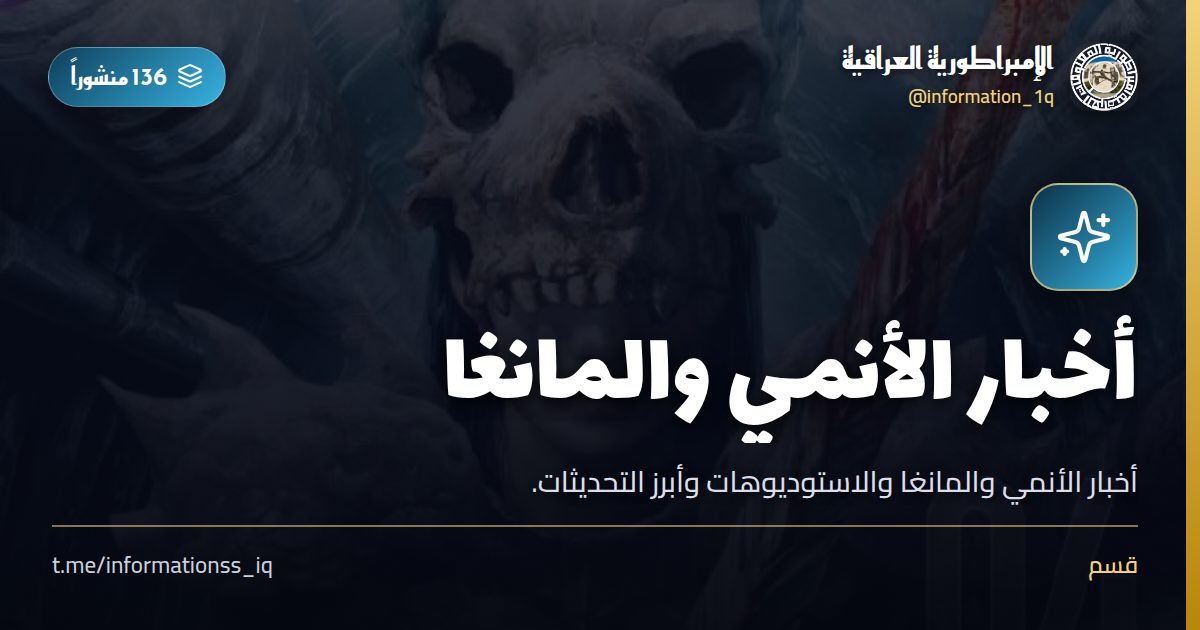 الإمبراطورية العراقية
@information_1q
136 منشوراً
أخبار الأنمي والمانغا
أخبار الأنمي والمانغا والاستوديوهات وأبرز التحديثات.
قسم
t.me/informationss_iq